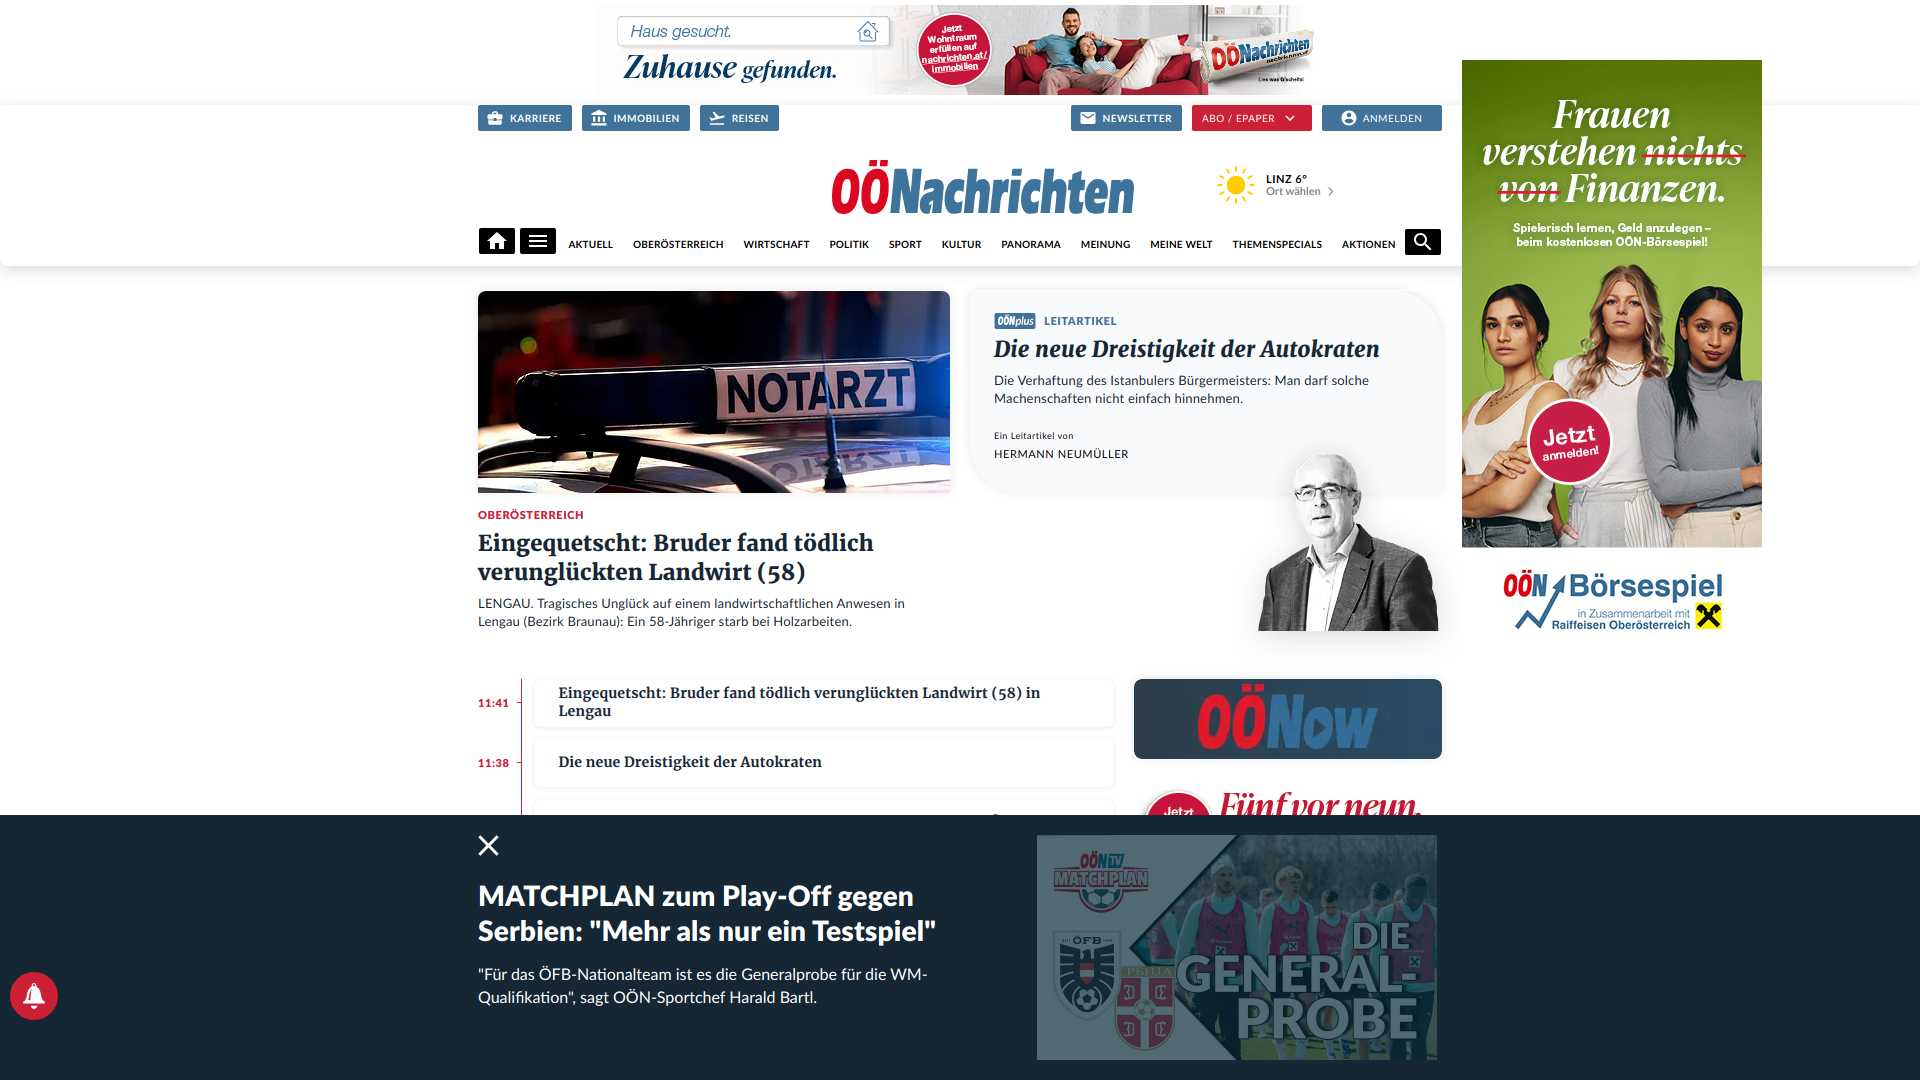 Haus gesucht.
Zuhause gefunden.
Jetzt
Wohntraum
erfüllen auf
nachrichten.at/
immobilien
OÖNachrichten
Lies was G'scheits!
KARRIERE
IMMOBILIEN
REISEN
NEWSLETTER
ABO / EPAPER
ANMELDEN
OÖNachrichten
LINZ 6°
Ort wählen
AKTUELL
OBERÖSTERREICH
WIRTSCHAFT
POLITIK
SPORT
KULTUR
PANORAMA
MEINUNG
MEINE WELT
THEMENSPECIALS
AKTIONEN
Frauen
verstehen nichts
von Finanzen.
Spielerisch lernen, Geld anzulegen –
beim kostenlosen OÖN-Börsespiel!
Jetzt
anmelden!
OÖN Börsespiel
in Zusammenarbeit mit
Raiffeisen Oberösterreich
NOTARZT
OBERÖSTERREICH
Eingequetscht: Bruder fand tödlich
verunglückten Landwirt (58)
LENGAU. Tragisches Unglück auf einem landwirtschaftlichen Anwesen in
Lengau (Bezirk Braunau): Ein 58-Jähriger starb bei Holzarbeiten.
OÖNplus LEITARTIKEL
Die neue Dreistigkeit der Autokraten
Die Verhaftung des Istanbulers Bürgermeisters: Man darf solche
Machenschaften nicht einfach hinnehmen.
Ein Leitartikel von
HERMANN NEUMÜLLER
11:41
Eingequetscht: Bruder fand tödlich verunglückten Landwirt (58) in
Lengau
11:38
Die neue Dreistigkeit der Autokraten
OÖNow
Jetzt
Fünf vor neun.
MATCHPLAN zum Play-Off gegen
Serbien: "Mehr als nur ein Testspiel"
"Für das ÖFB-Nationalteam ist es die Generalprobe für die WM-
Qualifikation", sagt OÖN-Sportchef Harald Bartl.
OÖN TV
MATCHPLAN
ÖFB
DIE
GENERAL-
PROBE